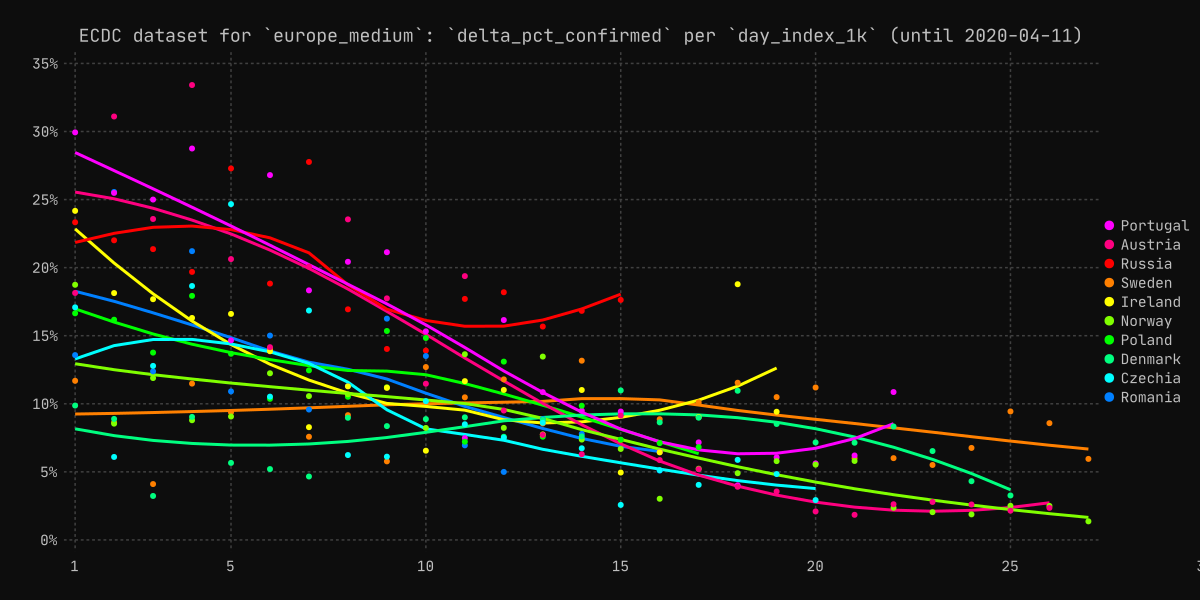 ECDC dataset for `europe_medium`: `delta_pct_confirmed` per `day_index_1k` (until 2020-04-11)
35%
30%
25%
20%
15%
10%
5%
0%
1 5 10 15 20 25
Portugal
Austria
Russia
Sweden
Ireland
Norway
Poland
Denmark
Czechia
Romania